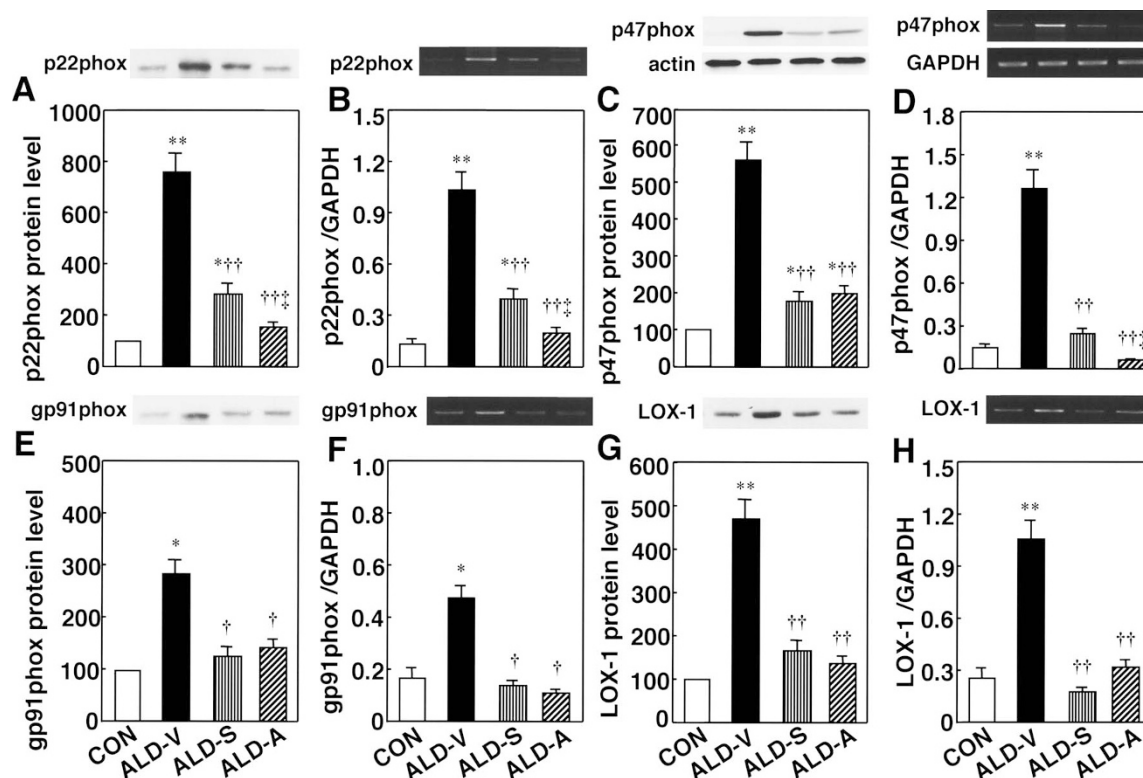 p22phox
p22phox
p47phox
actin
p47phox
GAPDH
A
p22phox protein level
1000
800
600
400
200
0
**
*††
††‡
B
p22phox /GAPDH
1.5
1.2
0.9
0.6
0.3
0
**
*††
††‡
C
p47phox protein level
700
600
500
400
300
200
100
0
**
*††
*††
D
p47phox /GAPDH
1.8
1.5
1.2
0.9
0.6
0.3
0
**
††
††‡
gp91phox
gp91phox
LOX-1
LOX-1
E
gp91phox protein level
500
400
300
200
100
0
*
†
†
CON
ALD-V
ALD-S
ALD-A
F
gp91phox /GAPDH
1.0
0.8
0.6
0.4
0.2
0
*
†
†
CON
ALD-V
ALD-S
ALD-A
G
LOX-1 protein level
600
500
400
300
200
100
0
**
††
††
CON
ALD-V
ALD-S
ALD-A
H
LOX-1 /GAPDH
1.5
1.2
0.9
0.6
0.3
0
**
††
††
CON
ALD-V
ALD-S
ALD-A